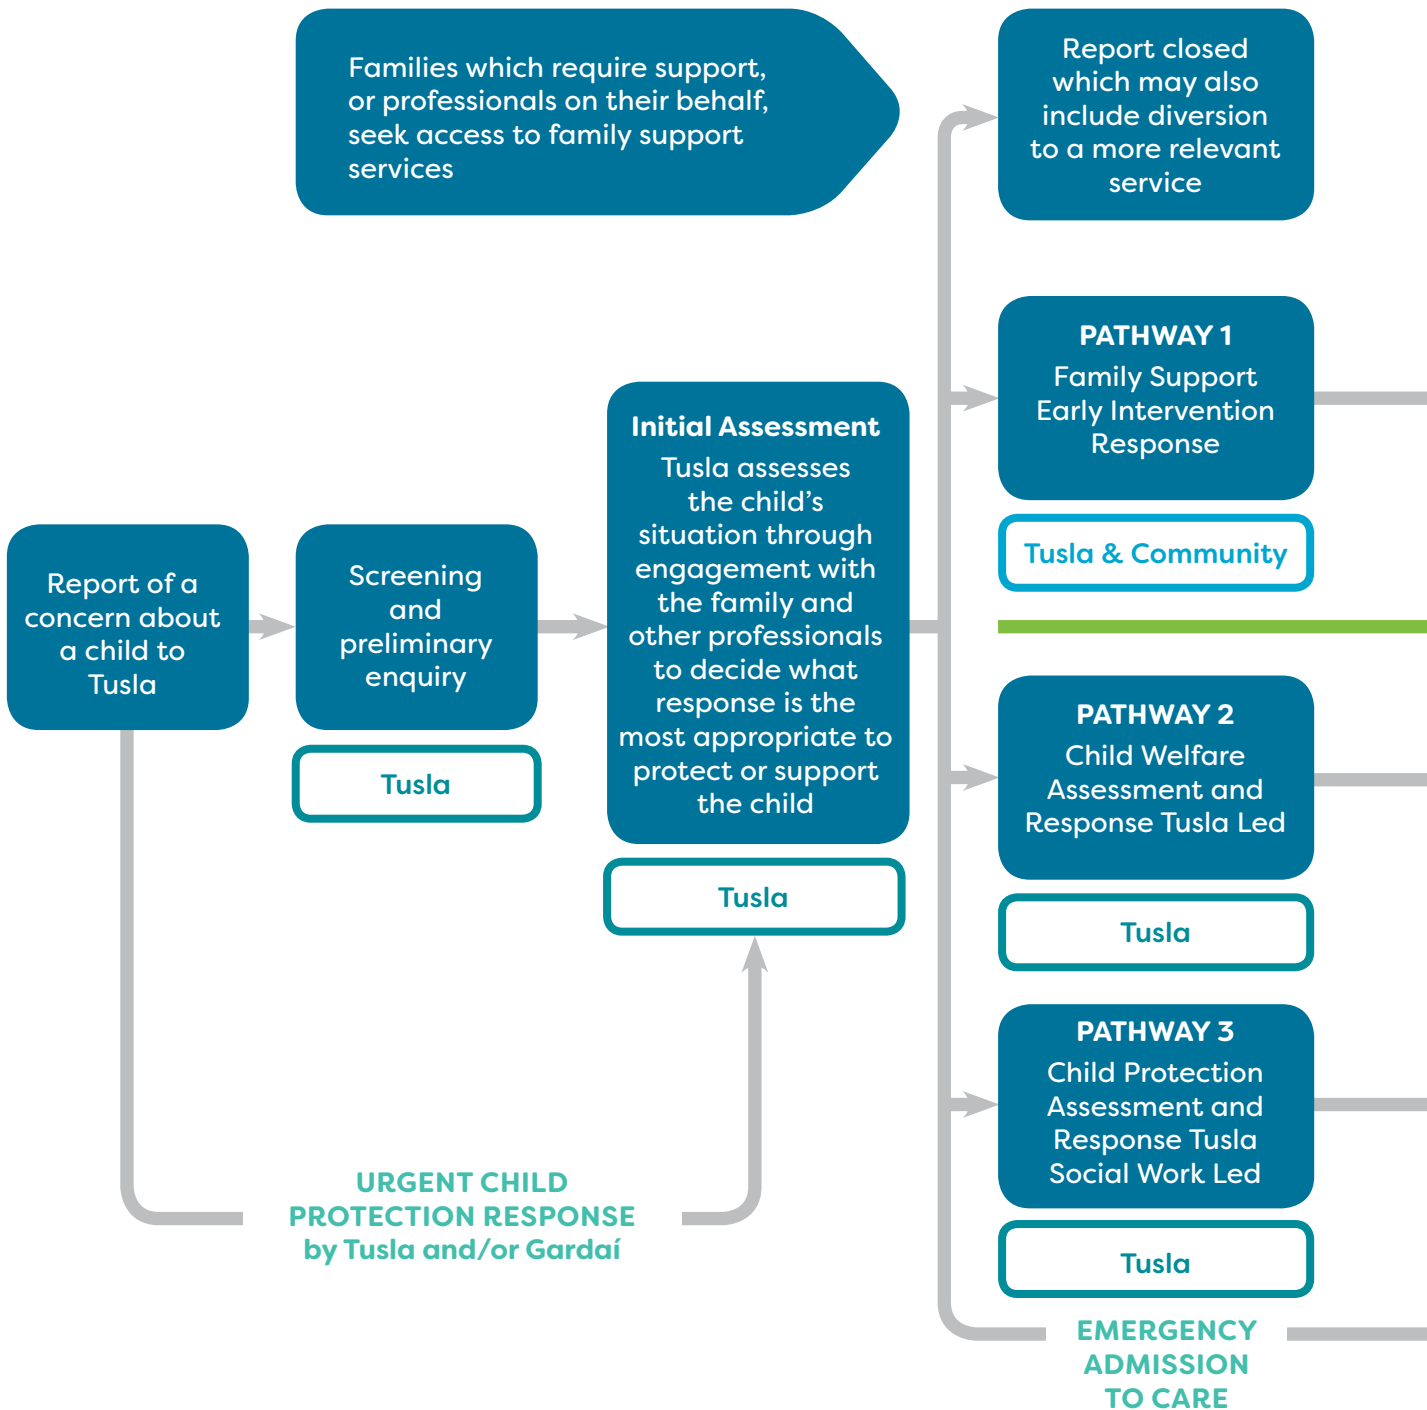 Families which require support,
or professionals on their behalf,
seek access to family support
services
Report closed
which may also
include diversion
to a more relevant
service
Report of a
concern about
a child to
Tusla
Screening
and
preliminary
enquiry
Tusla
Initial Assessment
Tusla assesses
the child’s
situation through
engagement with
the family and
other professionals
to decide what
response is the
most appropriate to
protect or support
the child
Tusla
PATHWAY 1
Family Support
Early Intervention
Response
Tusla & Community
PATHWAY 2
Child Welfare
Assessment and
Response Tusla Led
Tusla
PATHWAY 3
Child Protection
Assessment and
Response Tusla
Social Work Led
Tusla
URGENT CHILD
PROTECTION RESPONSE
by Tusla and/or Gardaí
EMERGENCY
ADMISSION
TO CARE